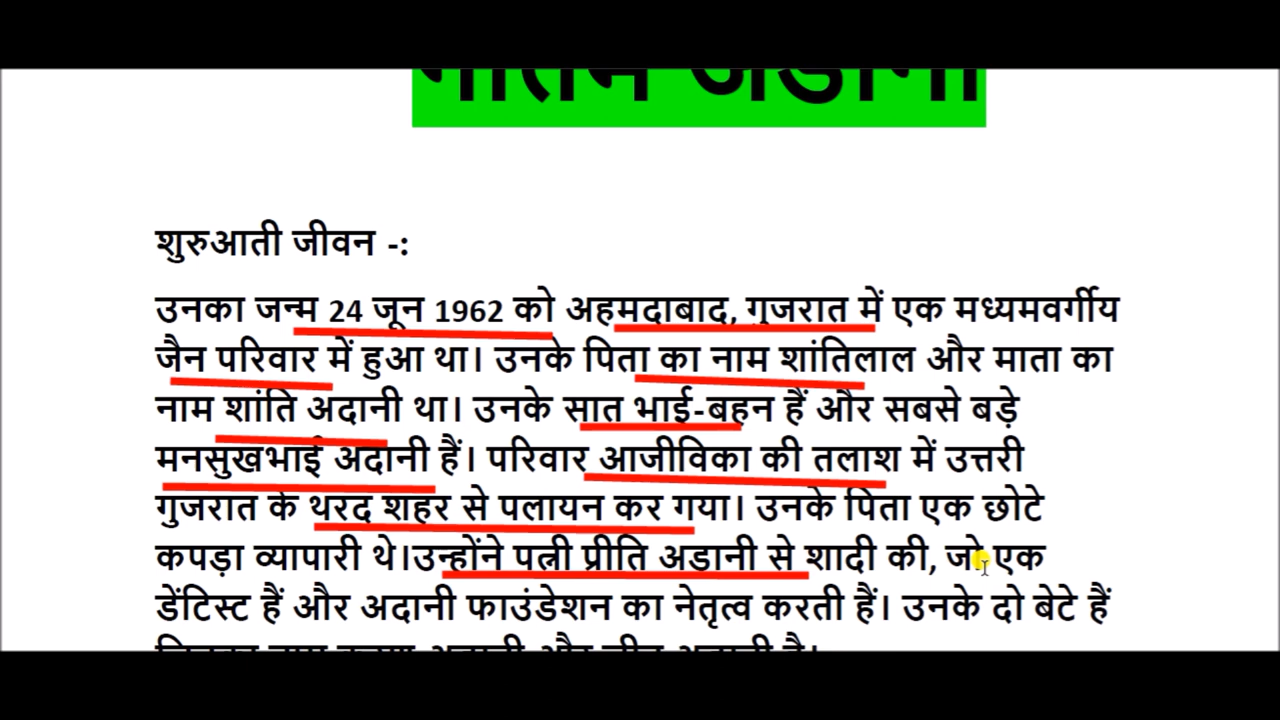 गौतम अडानी
शुरुआती जीवन -:
उनका जन्म 24 जून 1962 को अहमदाबाद, गुजरात में एक मध्यमवर्गीय
जैन परिवार में हुआ था। उनके पिता का नाम शांतिलाल और माता का
नाम शांति अदानी था। उनके सात भाई-बहन हैं और सबसे बड़े
मनसुखभाई अदानी हैं। परिवार आजीविका की तलाश में उत्तरी
गुजरात के थरद शहर से पलायन कर गया। उनके पिता एक छोटे
कपड़ा व्यापारी थे।उन्होंने पत्नी प्रीति अडानी से शादी की, जो एक
डेंटिस्ट हैं और अदानी फाउंडेशन का नेतृत्व करती हैं। उनके दो बेटे हैं